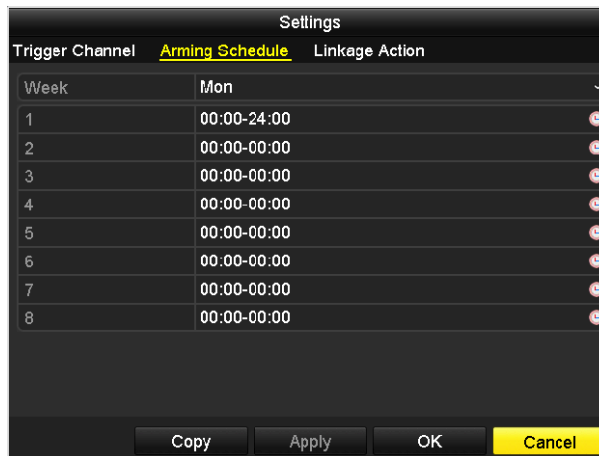 Settings
Trigger Channel Arming Schedule Linkage Action
Week Mon
1 00:00-24:00
2 00:00-00:00
3 00:00-00:00
4 00:00-00:00
5 00:00-00:00
6 00:00-00:00
7 00:00-00:00
8 00:00-00:00
Copy Apply OK Cancel